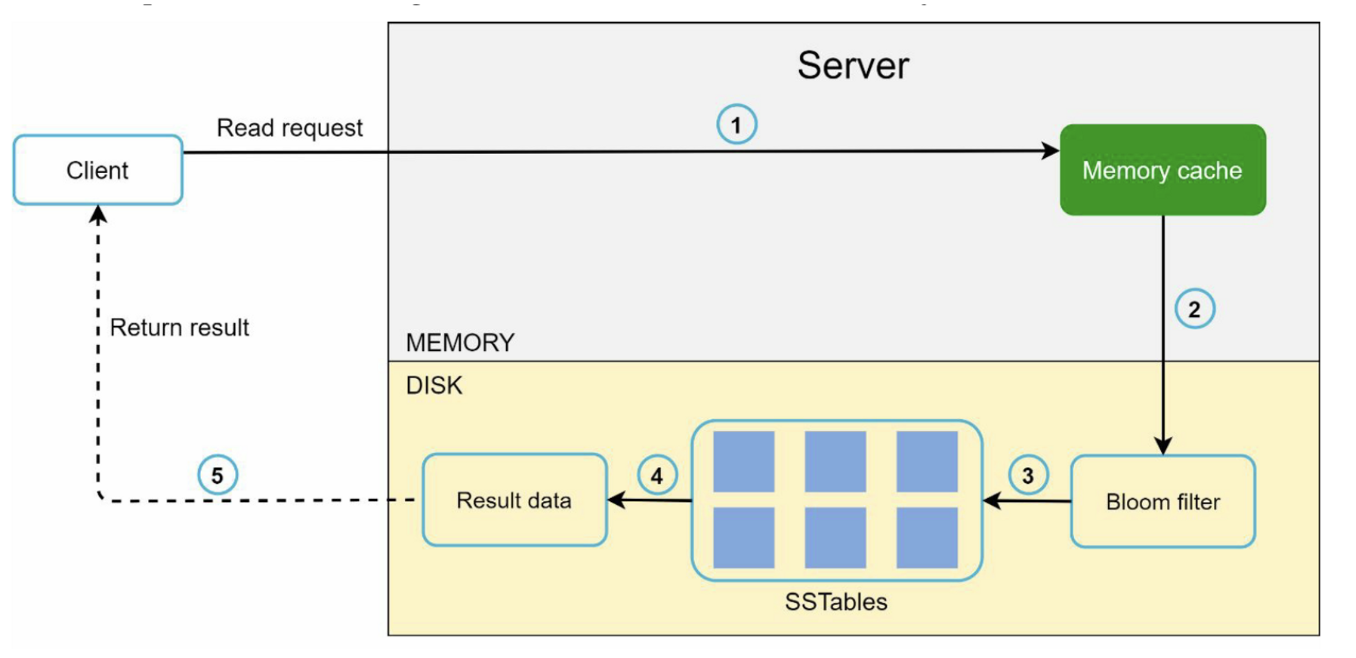 Server
Read request
1
Client
Memory cache
2
Return result
MEMORY
DISK
5
Result data
4
3
Bloom filter
SSTables